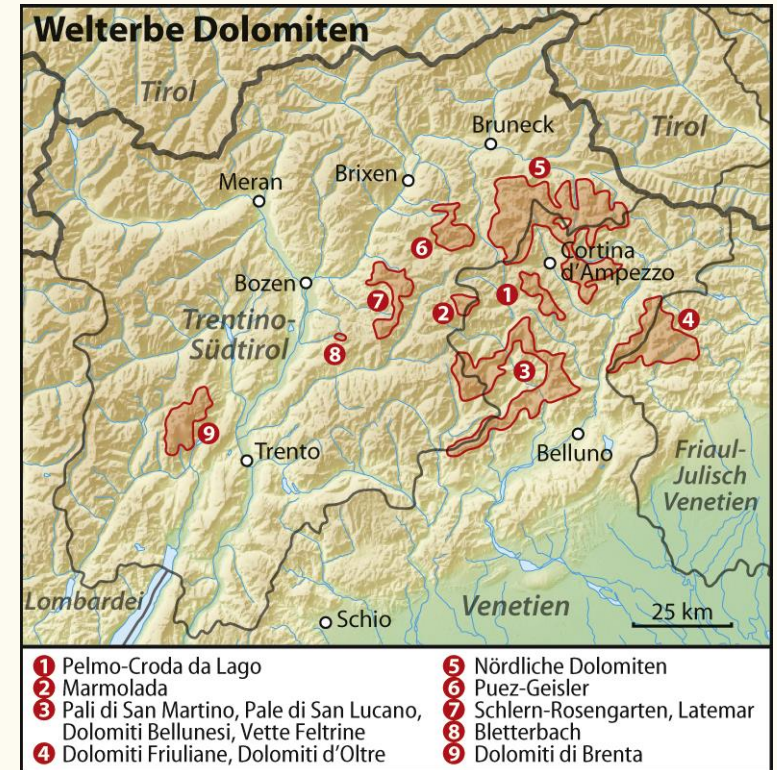 Welterbe Dolomiten
Tirol
Bruneck
Tirol
Brixen
5
Meran
6
Cortina
d'Ampezzo
Bozen
7
1
2
Trentino-
Südtirol
4
8
3
9
Trento
Belluno
Friaul-
Julisch
Venetien
Lombardei
Venetien
25 km
Schio
1 Pelmo-Croda da Lago
2 Marmolada
3 Pali di San Martino, Pale di San Lucano,
Dolomiti Bellunesi, Vette Feltrine
4 Dolomiti Friuliane, Dolomiti d'Oltre
5 Nördliche Dolomiten
6 Puez-Geisler
7 Schlern-Rosengarten, Latemar
8 Bletterbach
9 Dolomiti di Brenta